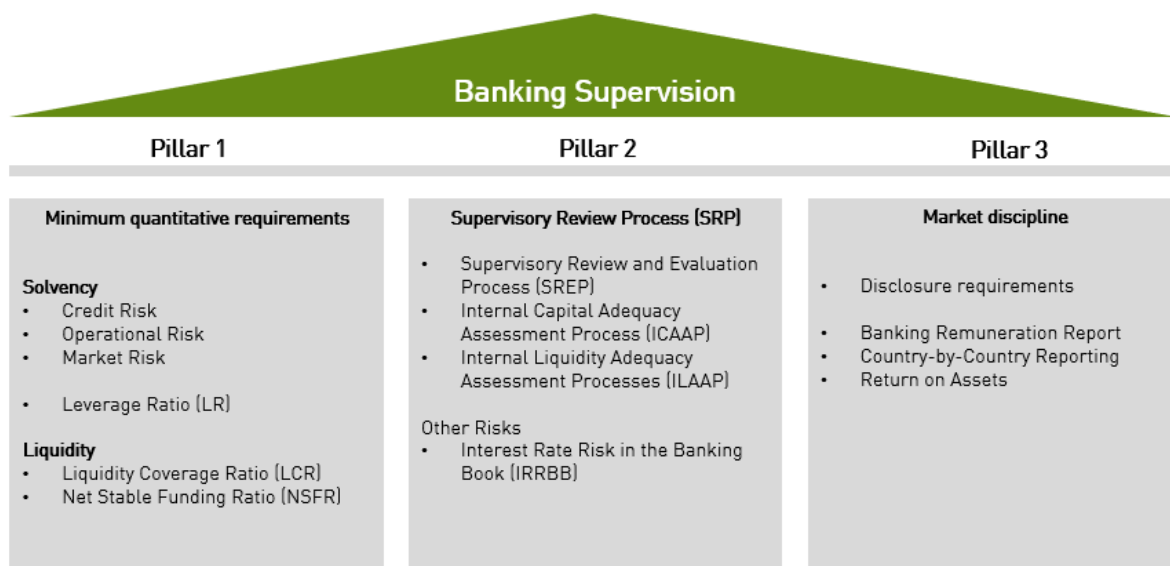 Banking Supervision
Pillar 1
Pillar 2
Pillar 3
Minimum quantitative requirements
Solvency
• Credit Risk
• Operational Risk
• Market Risk
• Leverage Ratio (LR)
Liquidity
• Liquidity Coverage Ratio (LCR)
• Net Stable Funding Ratio (NSFR)
Supervisory Review Process (SRP)
• Supervisory Review and Evaluation
Process (SREP)
• Internal Capital Adequacy
Assessment Process (ICAAP)
• Internal Liquidity Adequacy
Assessment Processes (ILAAP)
Other Risks
• Interest Rate Risk in the Banking
Book (IRRBB)
Market discipline
• Disclosure requirements
• Banking Remuneration Report
• Country-by-Country Reporting
• Return on Assets